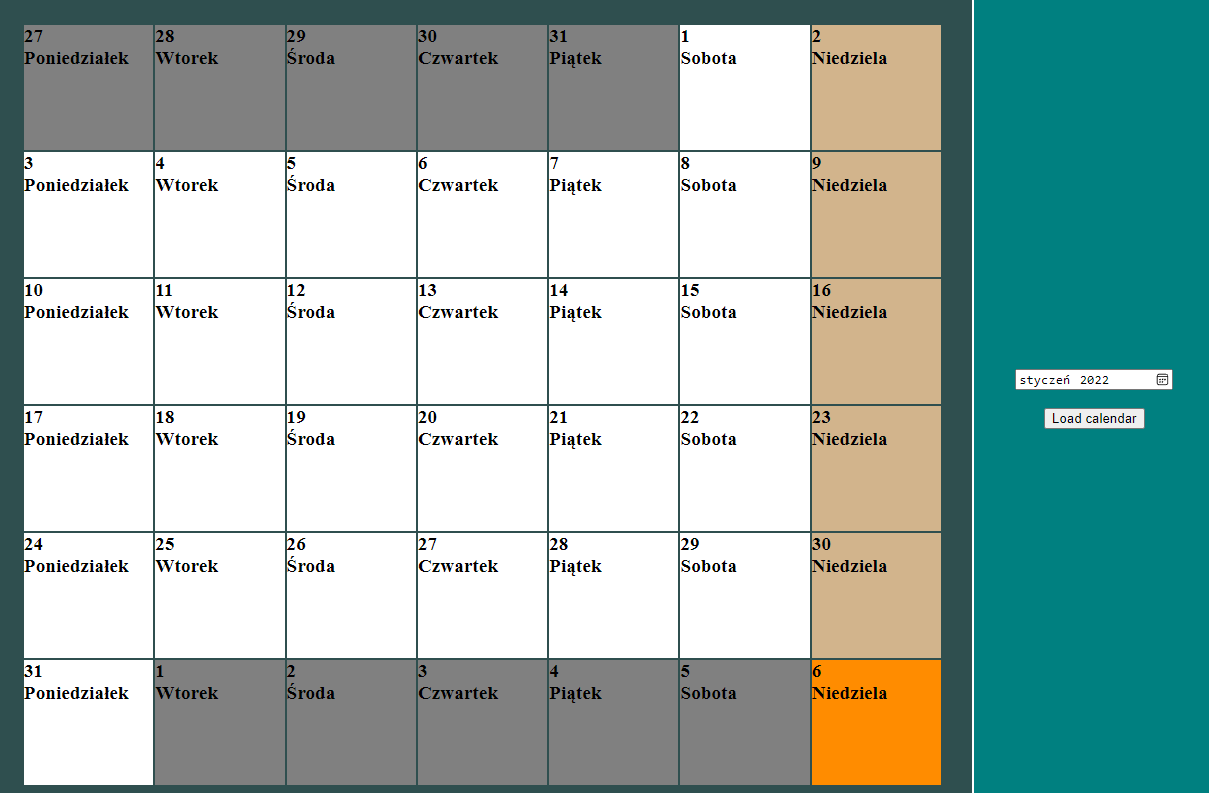 27
Poniedziałek
28
Wtorek
29
Środa
30
Czwartek
31
Piątek
1
Sobota
2
Niedziela
3
Poniedziałek
4
Wtorek
5
Środa
6
Czwartek
7
Piątek
8
Sobota
9
Niedziela
10
Poniedziałek
11
Wtorek
12
Środa
13
Czwartek
14
Piątek
15
Sobota
16
Niedziela
17
Poniedziałek
18
Wtorek
19
Środa
20
Czwartek
21
Piątek
22
Sobota
23
Niedziela
24
Poniedziałek
25
Wtorek
26
Środa
27
Czwartek
28
Piątek
29
Sobota
30
Niedziela
31
Poniedziałek
1
Wtorek
2
Środa
3
Czwartek
4
Piątek
5
Sobota
6
Niedziela
styczeń 2022
Load calendar